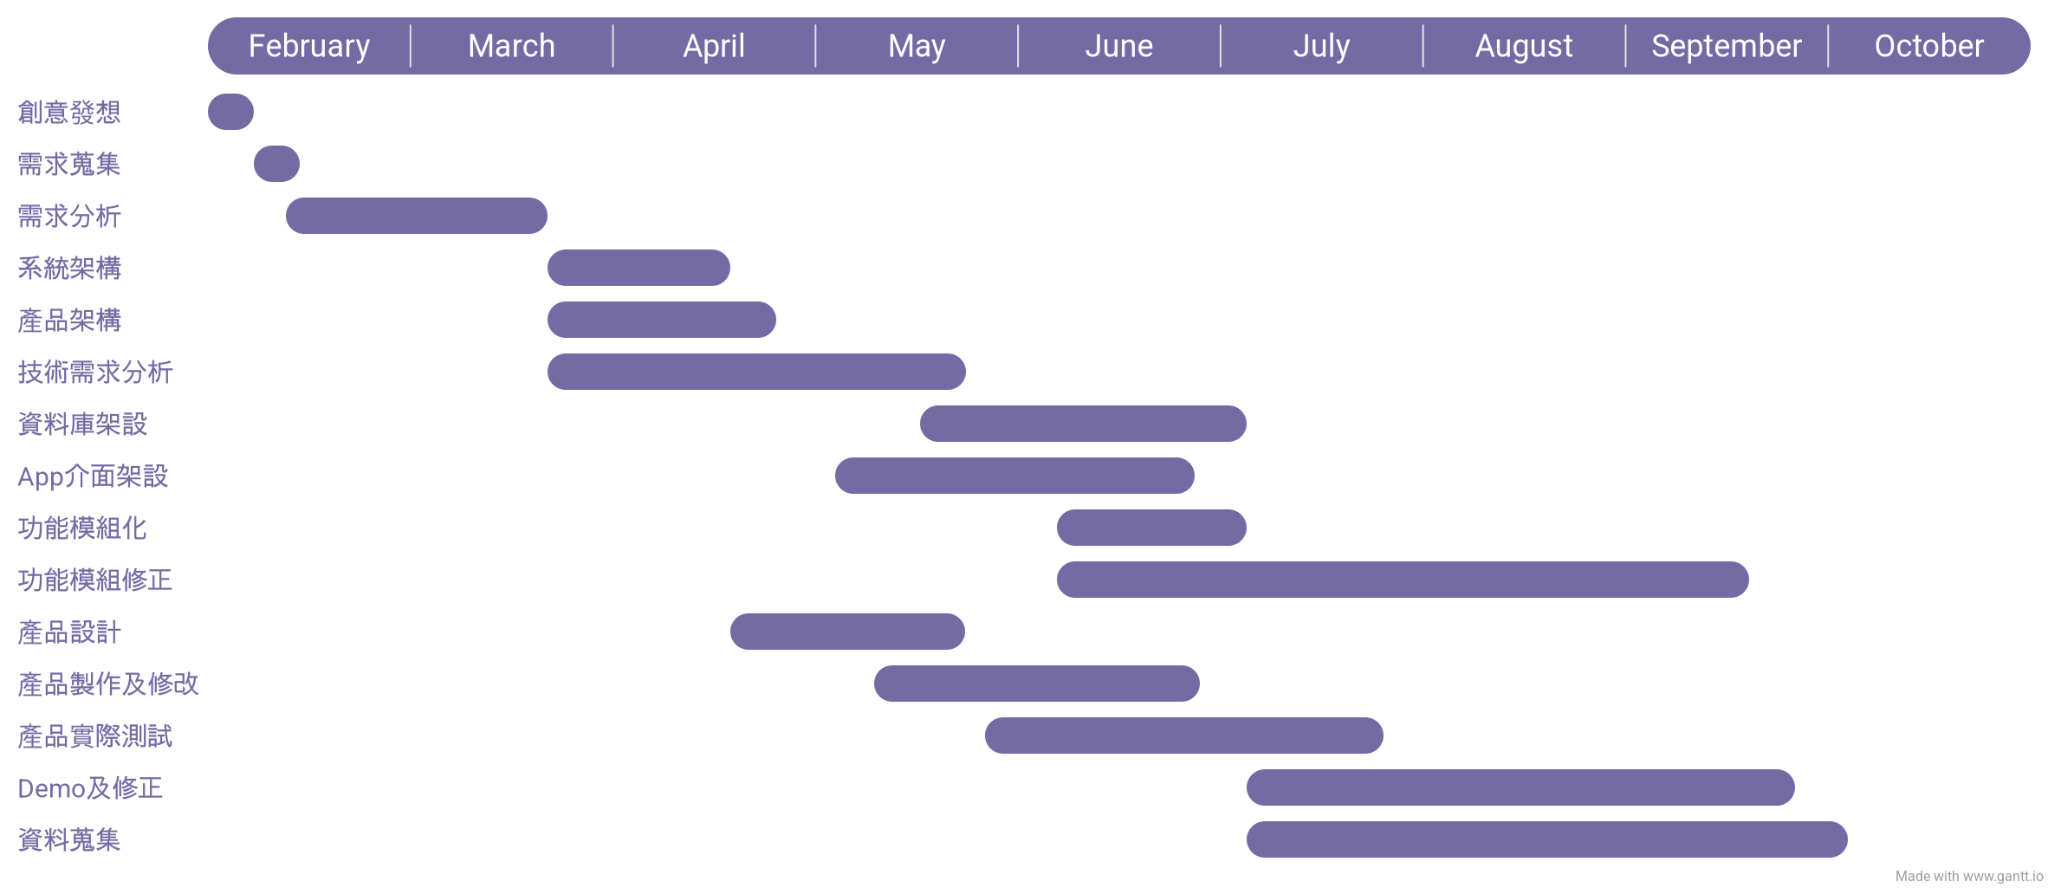 February March April May June July August September October
創意發想
需求蒐集
需求分析
系統架構
產品架構
技術需求分析
資料庫架設
App介面架設
功能模組化
功能模組修正
產品設計
產品製作及修改
產品實際測試
Demo及修正
資料蒐集
Made with www.gantt.io